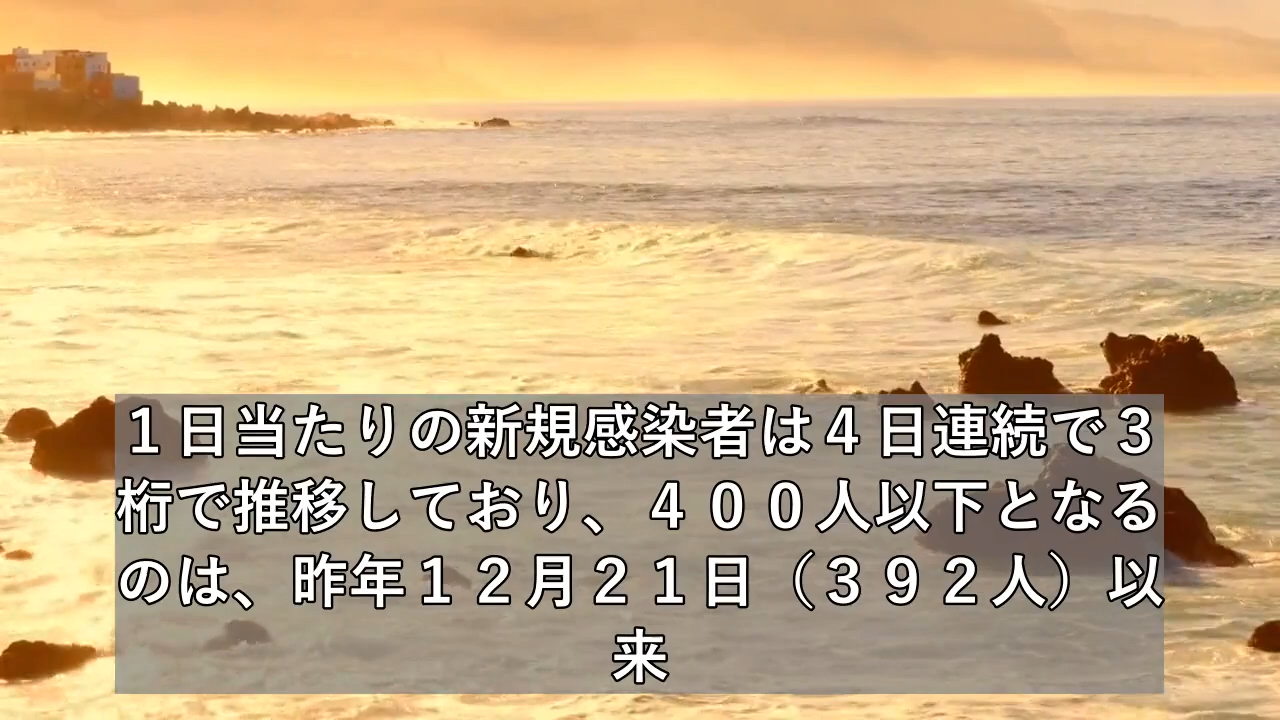 １日当たりの新規感染者は４日連続で３
桁で推移しており、４００人以下となる
のは、昨年１２月２１日（３９２人）以
来